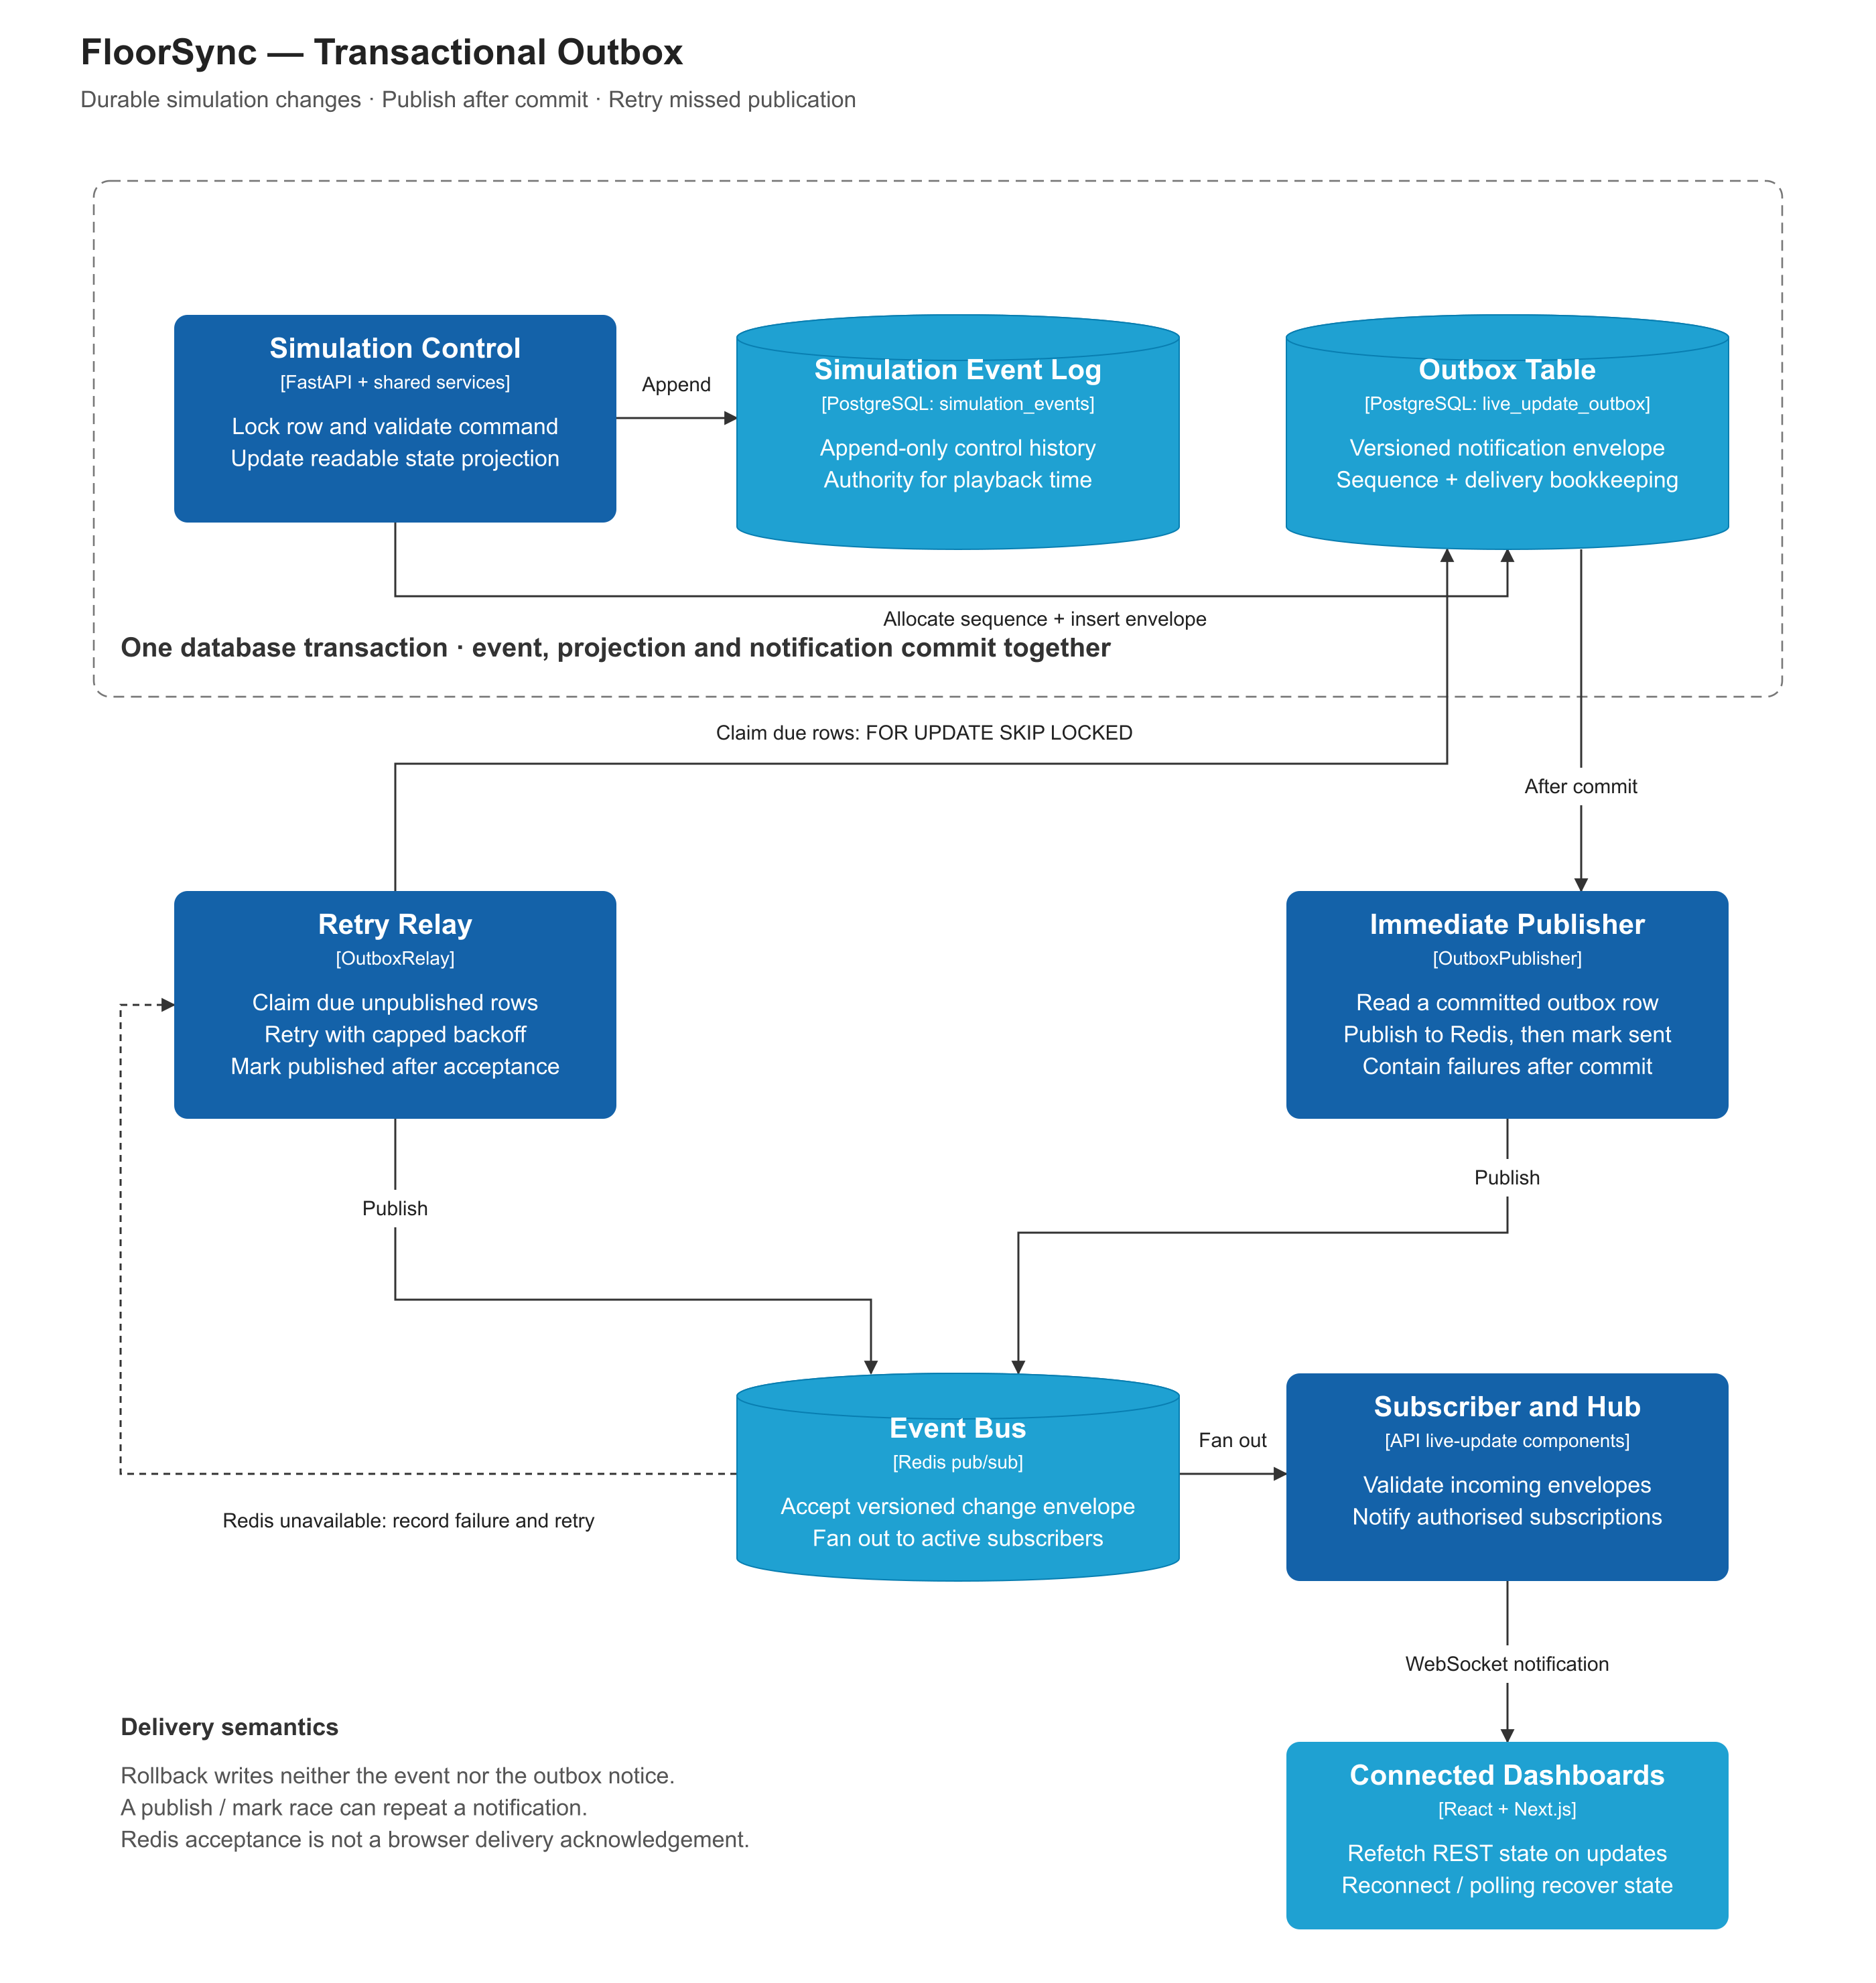 FloorSync — Transactional Outbox
Durable simulation changes · Publish after commit · Retry missed publication
Simulation Control
[FastAPI + shared services]
Lock row and validate command
Update readable state projection
Append
Simulation Event Log
[PostgreSQL: simulation_events]
Append-only control history
Authority for playback time
Outbox Table
[PostgreSQL: live_update_outbox]
Versioned notification envelope
Sequence + delivery bookkeeping
Allocate sequence + insert envelope
One database transaction · event, projection and notification commit together
Claim due rows: FOR UPDATE SKIP LOCKED
After commit
Retry Relay
[OutboxRelay]
Claim due unpublished rows
Retry with capped backoff
Mark published after acceptance
Immediate Publisher
[OutboxPublisher]
Read a committed outbox row
Publish to Redis, then mark sent
Contain failures after commit
Publish
Publish
Event Bus
[Redis pub/sub]
Accept versioned change envelope
Fan out to active subscribers
Fan out
Subscriber and Hub
[API live-update components]
Validate incoming envelopes
Notify authorised subscriptions
Redis unavailable: record failure and retry
WebSocket notification
Delivery semantics
Rollback writes neither the event nor the outbox notice.
A publish / mark race can repeat a notification.
Redis acceptance is not a browser delivery acknowledgement.
Connected Dashboards
[React + Next.js]
Refetch REST state on updates
Reconnect / polling recover state